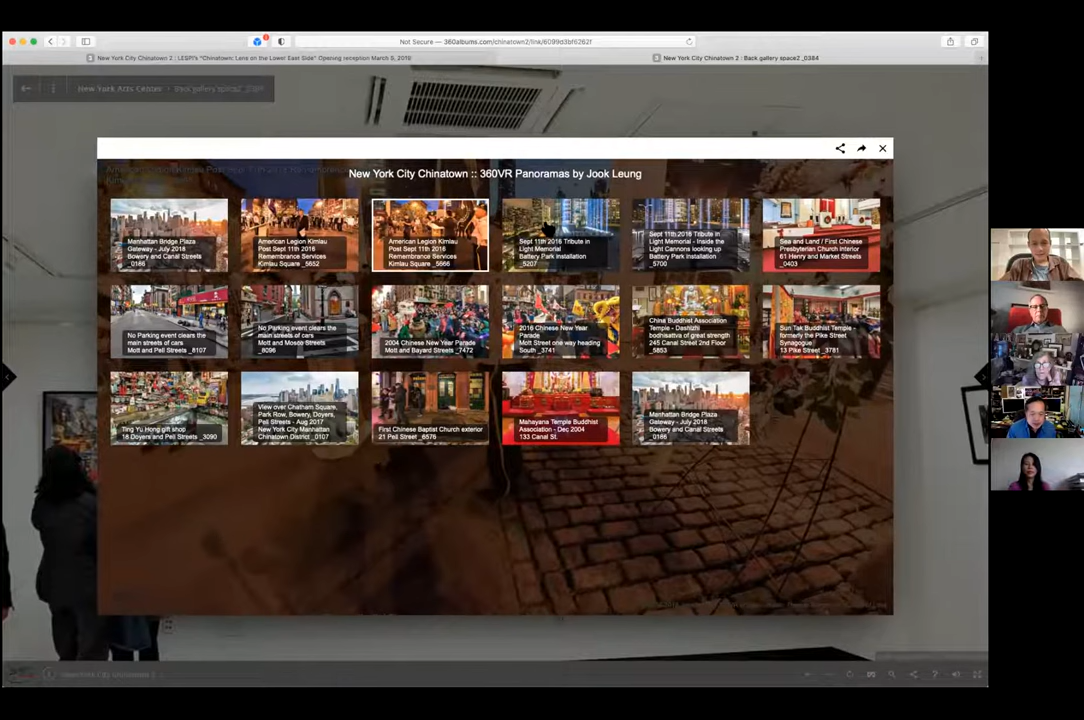 Not Secure — 360albums.com/chinatown2/link/6099d3bf6262f
New York City Chinatown 2 : LESPI's "Chinatown: Lens on the Lower East Side" Opening reception March 5, 2019
New York City Chinatown 2 : Back gallery space2 _0384
New York Arts Centre › Back gallery space2 _0384
New York City Chinatown :: 360VR Panoramas by Jook Leung
Manhattan Bridge Plaza
Gateway - July 2018
Bowery and Canal Streets
_0186
American Legion Kimlau
Post Sept 11th 2016
Remembrance Services
Kimlau Square _5652
American Legion Kimlau
Post Sept 11th 2016
Remembrance Services
Kimlau Square _5666
Sept 11th 2016 Tribute in
Light Memorial
Battery Park installation
_5207
Sept 11th 2016 Tribute in
Light Memorial - Inside the
Light Cannons looking up
Battery Park installation
_5700
Sea and Land / First Chinese
Presbyterian Church Interior
61 Henry and Market Streets
_0403
No Parking event clears the
main streets of cars
Mott and Pell Streets _8107
No Parking event clears the
main streets of cars
Mott and Mosco Streets
_8096
2004 Chinese New Year Parade
Mott and Bayard Streets _7472
2016 Chinese New Year
Parade
Mott Street one way heading
South _3741
China Buddhist Association
Temple - Dashizhi
bodhisattva of great strength
245 Canal Street 2nd Floor
_5853
Sun Tak Buddhist Temple -
formerly the Pike Street
Synagogue
13 Pike Street _3781
Ting Yu Hong gift shop
18 Doyers and Pell Streets _3090
View over Chatham Square,
Park Row, Bowery, Doyers,
Pell Streets - Aug 2017
New York City Manhattan
Chinatown District _0107
First Chinese Baptist Church exterior
21 Pell Street _6576
Mahayana Temple Buddhist
Association - Dec 2004
133 Canal St.
Manhattan Bridge Plaza
Gateway - July 2018
Bowery and Canal Streets
_0186
New York City Chinatown 2